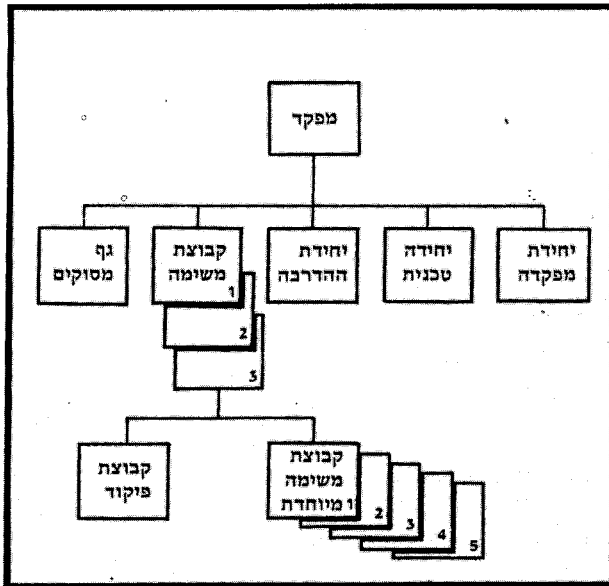 מפקד
יחידת
מפקדה
יחידה
טכנית
יחידת
ההדרבה
קבוצת
משימה
1
2
3
גף
מסוקים
קבוצת
משימה
מיוחדת 1
2
3
4
5
קבוצת
פיקוד